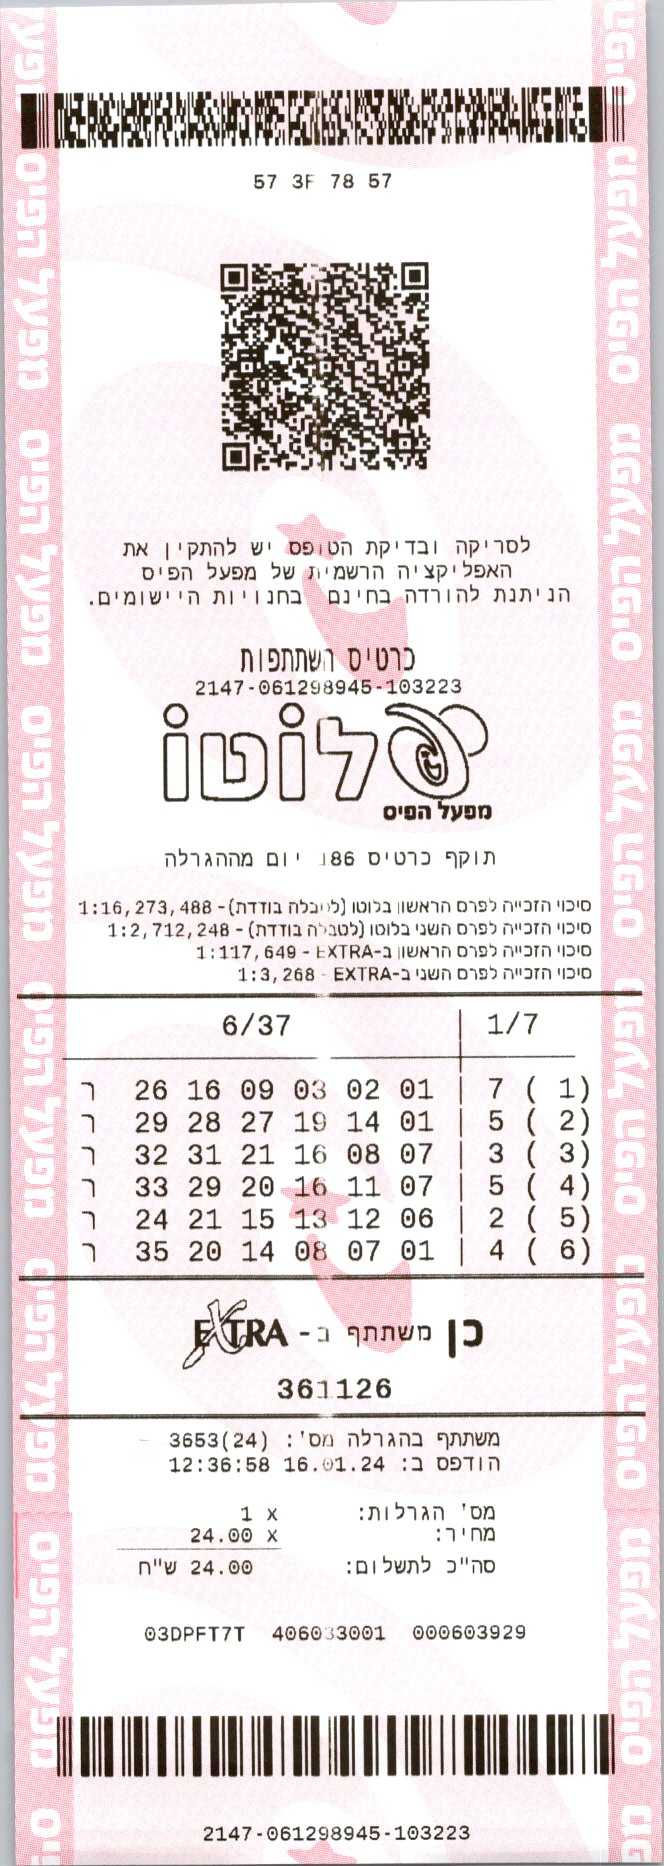 57 3F 78 57
לסריקה ובדיקת הטופס יש להתקין את
האפליקציה הרשמית של מפעל הפיס
הניתנת להורדה בחינם בחנויות היישומים.
כרטיס השתתפות
2147-061298945-103223
לוטו
מפעל הפיס
תוקף כרטיס 186 יום מההגרלה
סיכוי הזכייה לפרס הראשון בלוטו (לטבלה בודדת) - 1:16,273,488
סיכוי הזכייה לפרס השני בלוטו (לטבלה בודדת) - 1:2,712,248
סיכוי הזכייה לפרס הראשון ב-EXTRA - 1:117,649
סיכוי הזכייה לפרס השני ב-EXTRA - 1:3,268
6/37 | 1/7
ר 26 16 09 03 02 01 | 7 ( 1)
ר 29 28 27 19 14 01 | 5 ( 2)
ר 32 31 21 16 08 07 | 3 ( 3)
ר 33 29 20 16 11 07 | 5 ( 4)
ר 24 21 15 13 12 06 | 2 ( 5)
ר 35 20 14 08 07 01 | 4 ( 6)
כן משתתף ב- EXTRA
361126
משתתף בהגרלה מס': 3653(24)
הודפס ב: 16.01.24 12:36:58
מס' הגרלות: 1 x
מחיר: 24.00 x
סה"כ לתשלום: 24.00 ש"ח
03DPFT7T 406033001 000603929
2147-061298945-103223
מפעל הפיס